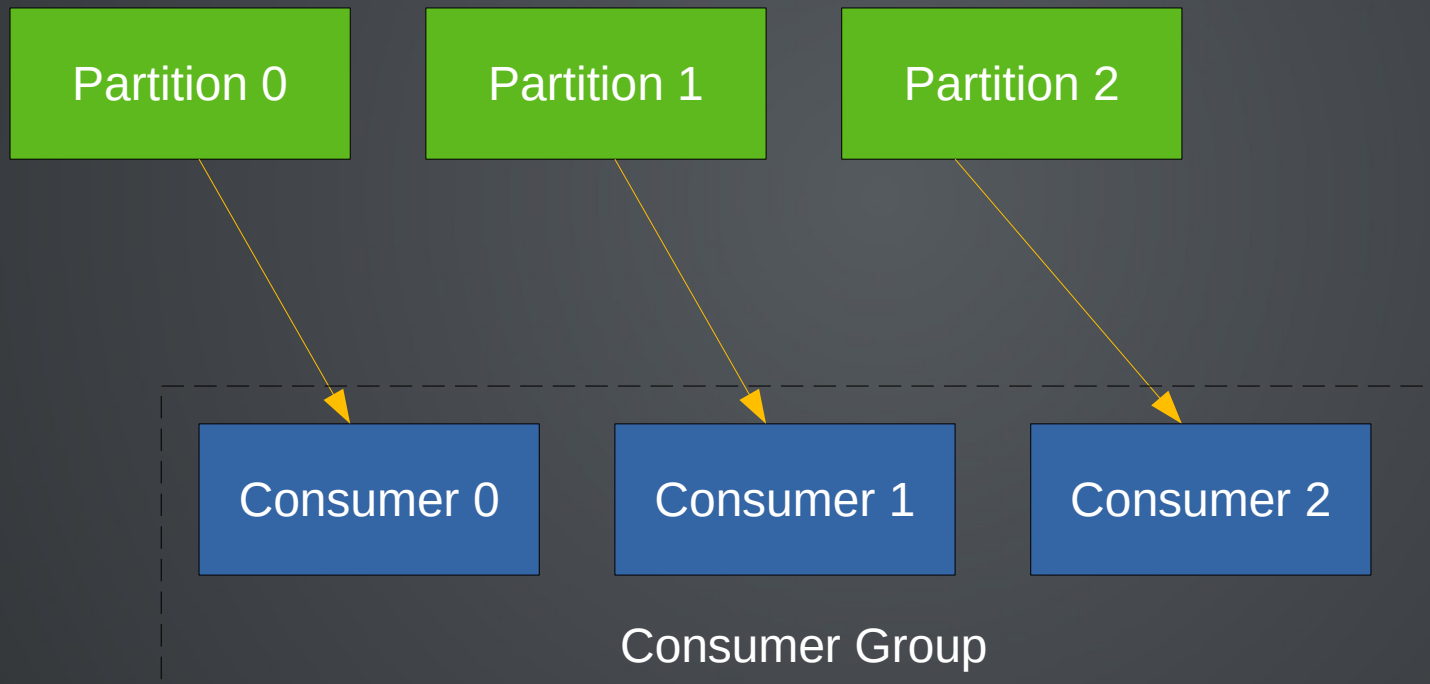 Partition 0
Partition 1
Partition 2
Consumer 0
Consumer 1
Consumer 2
Consumer Group